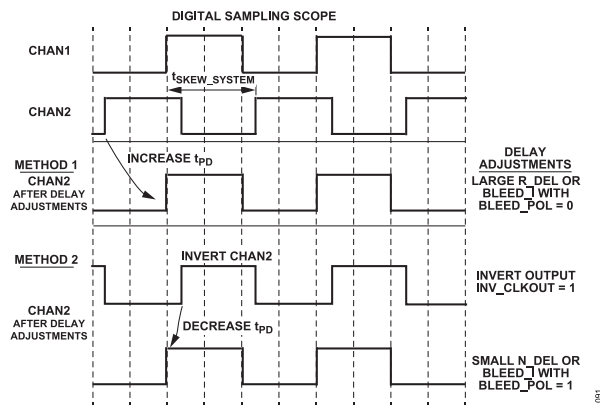 DIGITAL SAMPLING SCOPE
CHAN1
tSKEW_SYSTEM
CHAN2
METHOD 1
CHAN2
AFTER DELAY
ADJUSTMENTS
INCREASE tPD
DELAY
ADJUSTMENTS
LARGE R_DEL OR
BLEED_I WITH
BLEED_POL = 0
METHOD 2
INVERT CHAN2
INVERT OUTPUT
INV_CLKOUT = 1
CHAN2
AFTER DELAY
ADJUSTMENTS
DECREASE tPD
SMALL N_DEL OR
BLEED_I WITH
BLEED_POL = 1
091